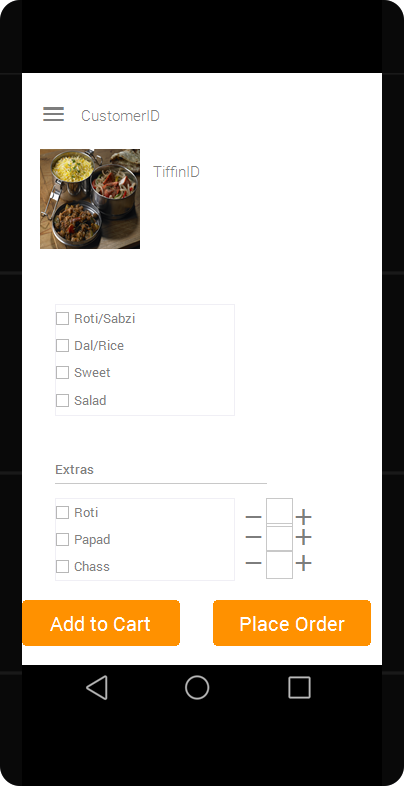 CustomerID
TiffinID
Roti/Sabzi
Dal/Rice
Sweet
Salad
Extras
Roti
Papad
Chass
Add to Cart
Place Order